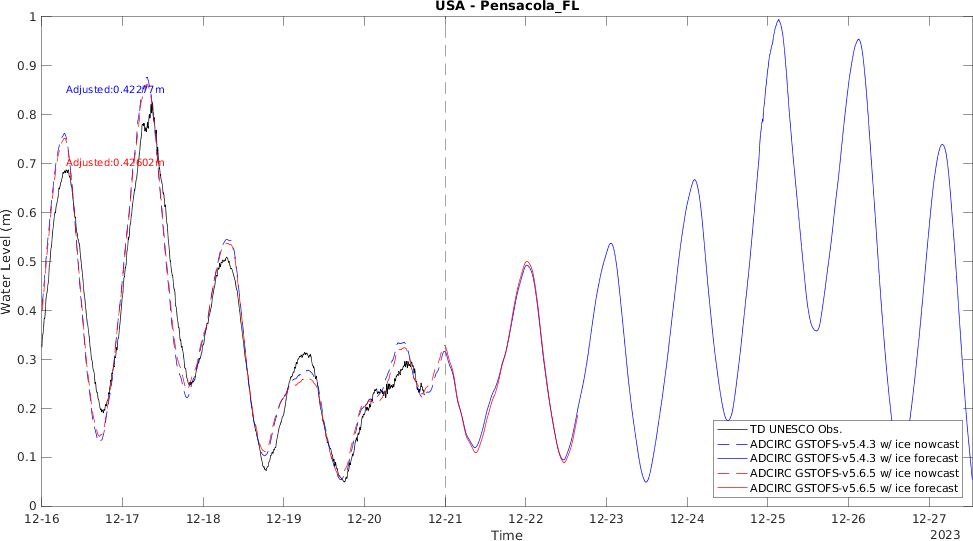 USA - Pensacola_FL
1
0.9
0.8
0.7
0.6
0.5
0.4
0.3
0.2
0.1
0
Water Level (m)
Adjusted:0.42277m
Adjusted:0.42602m
TD UNESCO Obs.
ADCIRC GSTOFS-v5.4.3 w/ ice nowcast
ADCIRC GSTOFS-v5.4.3 w/ ice forecast
ADCIRC GSTOFS-v5.6.5 w/ ice nowcast
ADCIRC GSTOFS-v5.6.5 w/ ice forecast
12-16 12-17 12-18 12-19 12-20 12-21 12-22 12-23 12-24 12-25 12-26 12-27
Time
2023